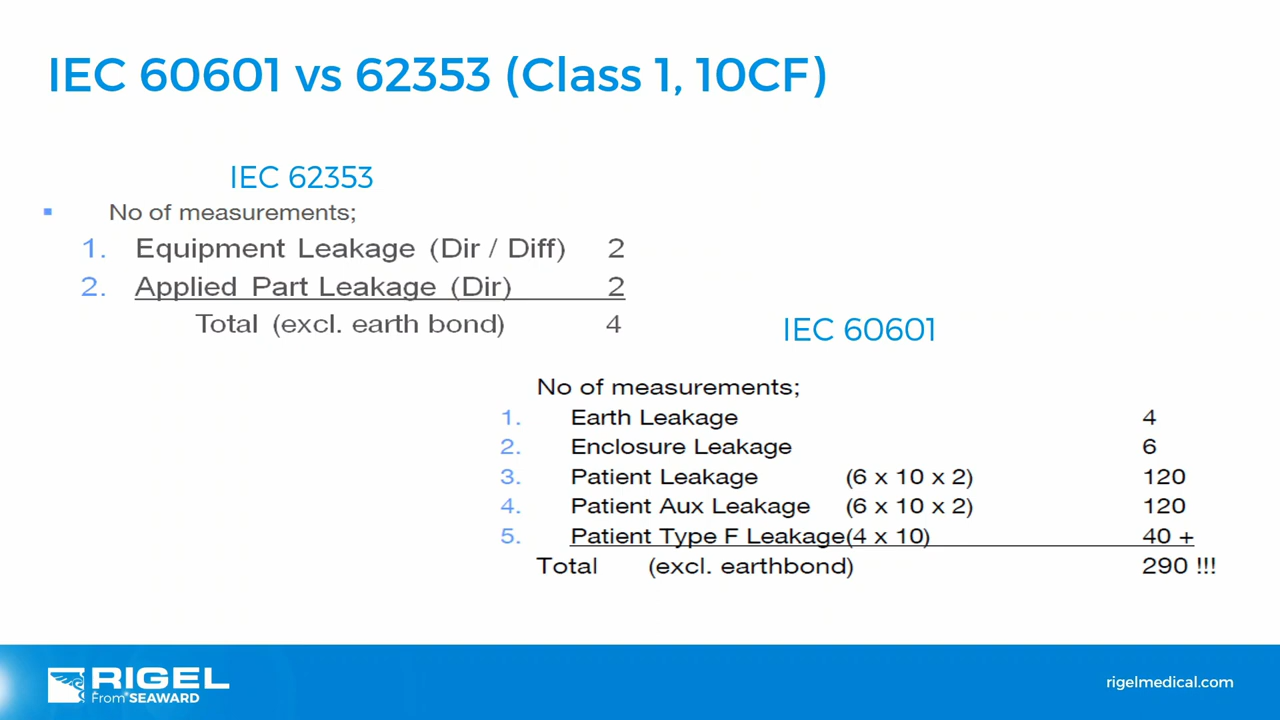 IEC 60601 vs 62353 (Class 1, 10CF)
IEC 62353
No of measurements;
1. Equipment Leakage (Dir / Diff) 2
2. Applied Part Leakage (Dir) 2
Total (excl. earth bond) 4
IEC 60601
No of measurements;
1. Earth Leakage 4
2. Enclosure Leakage 6
3. Patient Leakage (6 x 10 x 2) 120
4. Patient Aux Leakage (6 x 10 x 2) 120
5. Patient Type F Leakage(4 x 10) 40 +
Total (excl. earthbond) 290 !!!
RIGEL
From SEAWARD
rigelmedical.com